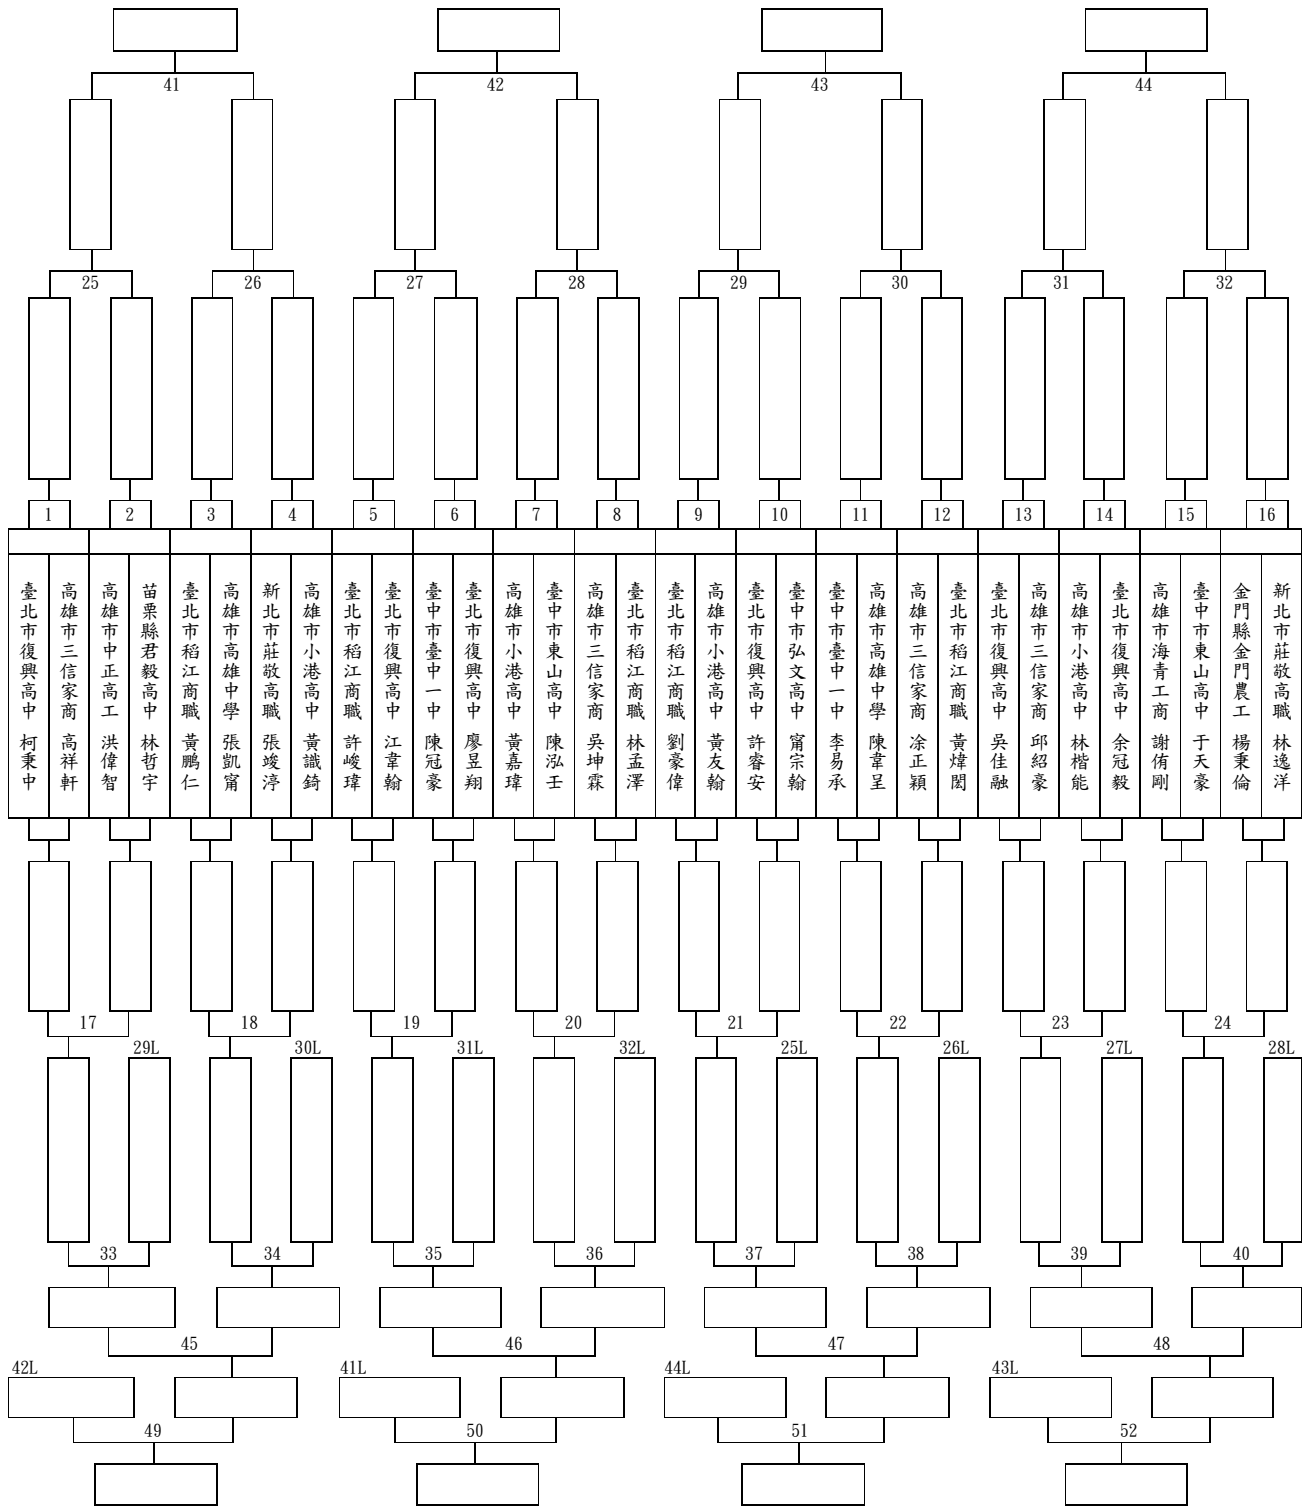 41 42 43 44
25 26 27 28 29 30 31 32
1 2 3 4 5 6 7 8 9 10 11 12 13 14 15 16
臺北市復興高中 柯秉中
高雄市三信家商 高祥軒
高雄市中正高工 洪偉智
苗栗縣君毅高中 林哲宇
臺北市稻江商職 黃鵬仁
高雄市高雄中學 張凱甯
新北市莊敬高職 張竣渟
高雄市小港高中 黃識錡
臺北市稻江商職 許峻瑋
臺北市復興高中 江韋翰
臺中市臺中一中 陳冠豪
臺北市復興高中 廖昱翔
高雄市小港高中 黃嘉瑋
臺中市東山高中 陳泓壬
高雄市三信家商 吳坤霖
臺北市稻江商職 林孟澤
臺北市稻江商職 劉豪偉
高雄市小港高中 黃友翰
臺北市復興高中 許睿安
臺中市弘文高中 甯宗翰
臺中市臺中一中 李易承
高雄市高雄中學 陳韋呈
高雄市三信家商 凃正穎
臺北市稻江商職 黃煒閎
臺北市復興高中 吳佳融
高雄市三信家商 邱紹豪
高雄市小港高中 林楷能
臺北市復興高中 余冠毅
高雄市海青工商 謝侑剛
臺中市東山高中 于天豪
金門縣金門農工 楊秉倫
新北市莊敬高職 林逸洋
17 18 19 20 21 22 23 24
29L 30L 31L 32L 25L 26L 27L 28L
33 34 35 36 37 38 39 40
45 46 47 48
42L 41L 44L 43L
49 50 51 52